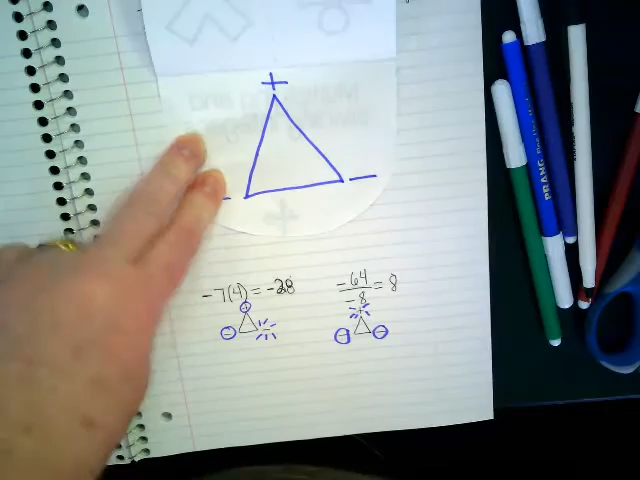 +
- -
-7(4) = -28
+
- -
-64/-8 = 8
+
- -
PRANG